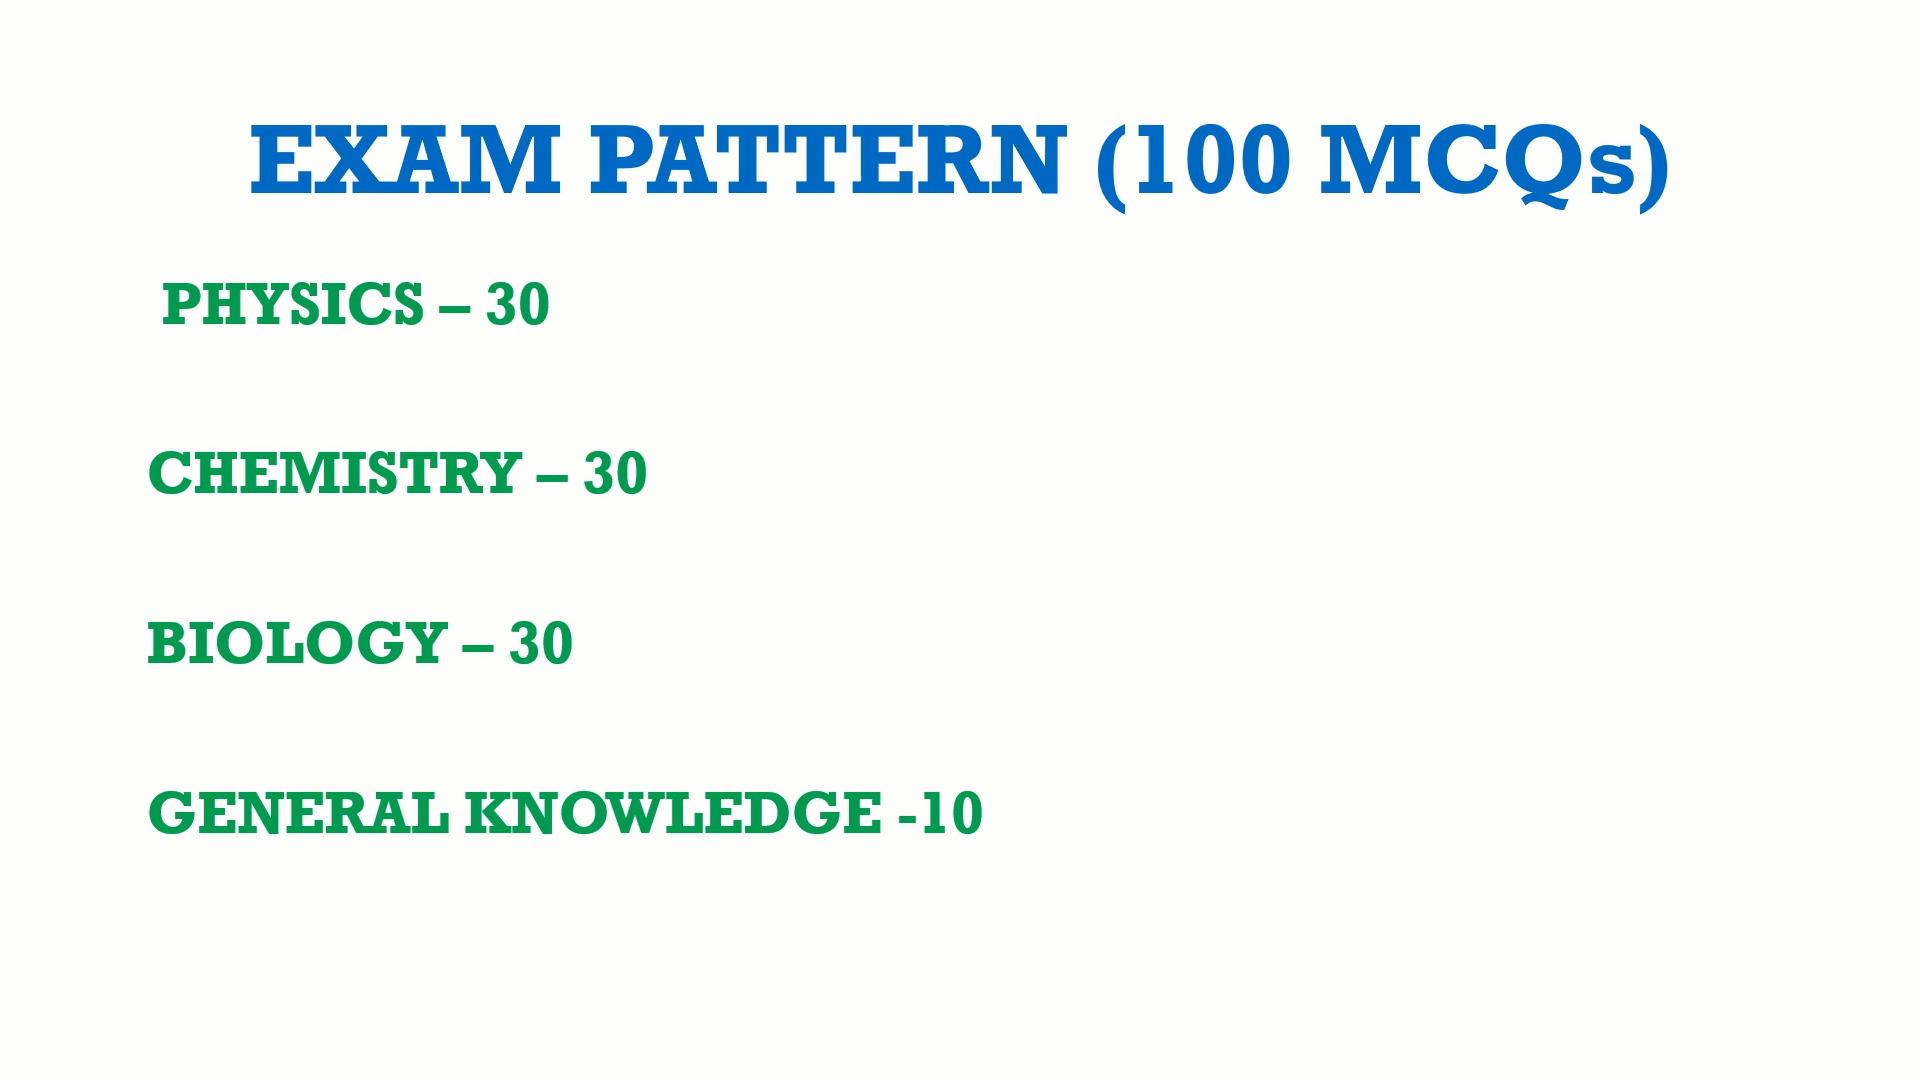 EXAM PATTERN (100 MCQs)
PHYSICS – 30
CHEMISTRY – 30
BIOLOGY – 30
GENERAL KNOWLEDGE -10